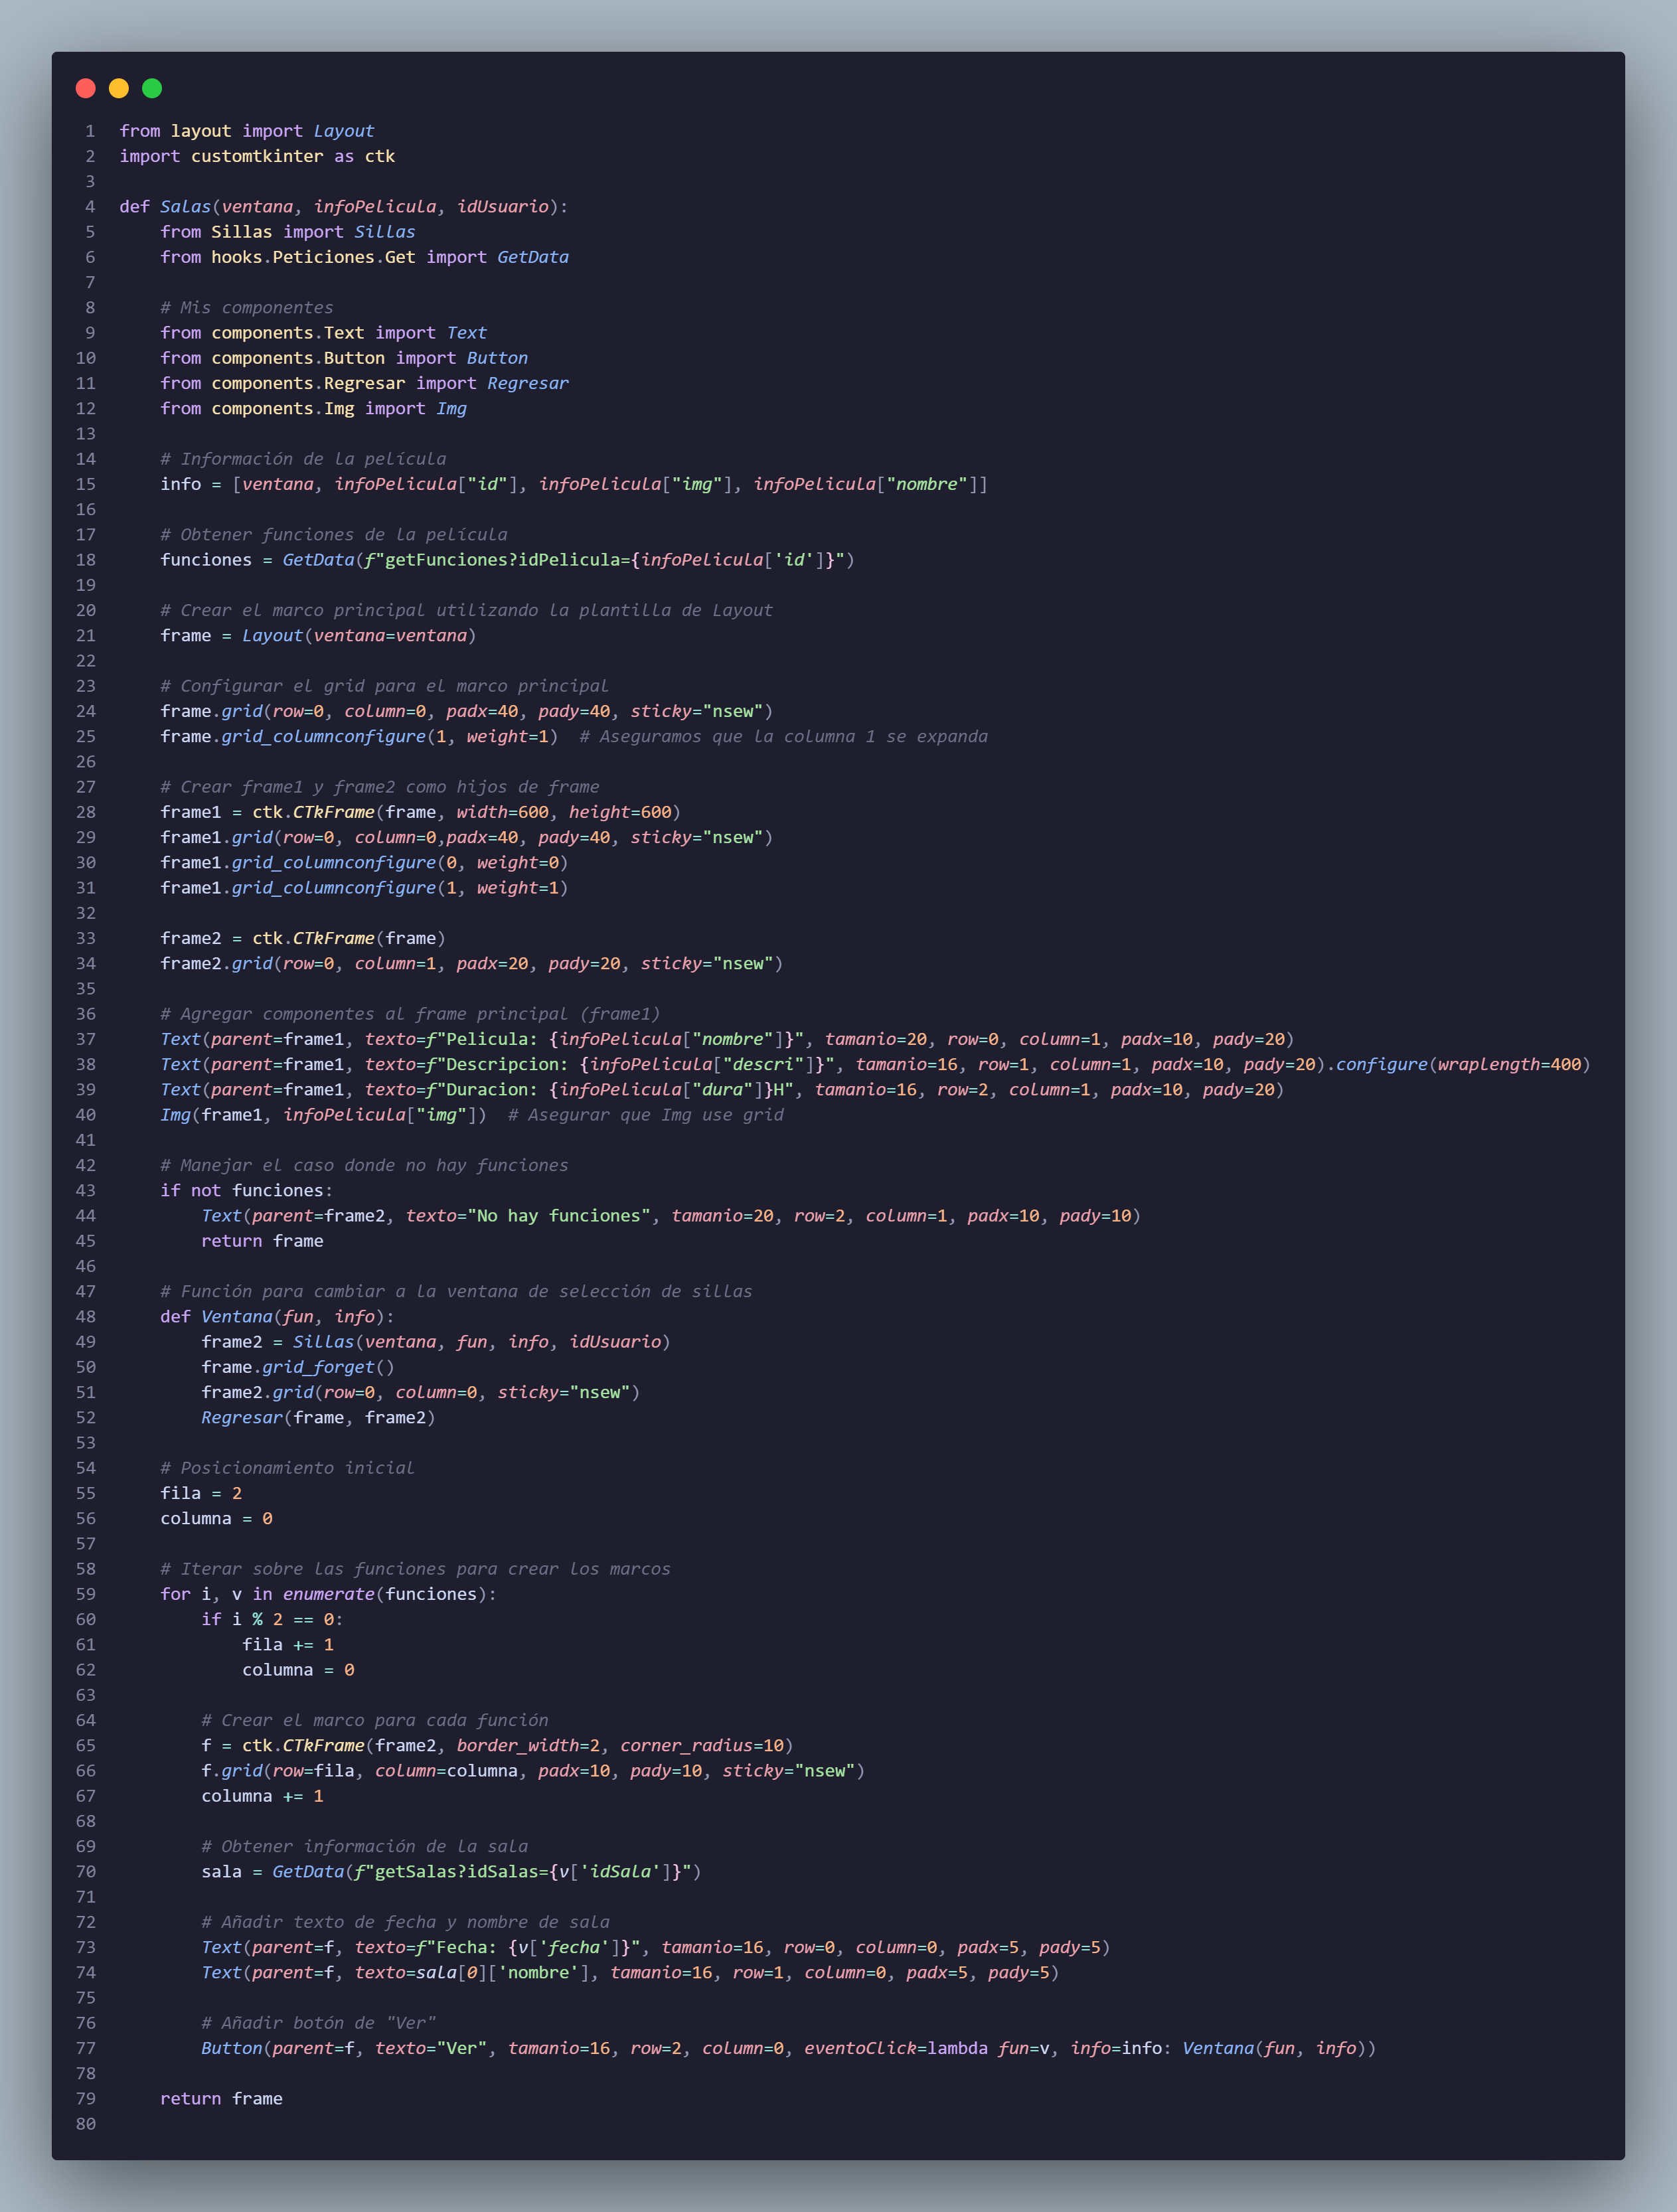 1 from layout import Layout
2 import customtkinter as ctk
3
4 def Salas(ventana, infoPelicula, idUsuario):
5     from Sillas import Sillas
6     from hooks.Peticiones.Get import GetData
7
8     # Mis componentes
9     from components.Text import Text
10     from components.Button import Button
11     from components.Regresar import Regresar
12     from components.Img import Img
13
14     # Información de la película
15     info = [ventana, infoPelicula["id"], infoPelicula["img"], infoPelicula["nombre"]]
16
17     # Obtener funciones de la película
18     funciones = GetData(f"getFunciones?idPelicula={infoPelicula['id']}")
19
20     # Crear el marco principal utilizando la plantilla de Layout
21     frame = Layout(ventana=ventana)
22
23     # Configurar el grid para el marco principal
24     frame.grid(row=0, column=0, padx=40, pady=40, sticky="nsew")
25     frame.grid_columnconfigure(1, weight=1)  # Aseguramos que la columna 1 se expanda
26
27     # Crear frame1 y frame2 como hijos de frame
28     frame1 = ctk.CTkFrame(frame, width=600, height=600)
29     frame1.grid(row=0, column=0,padx=40, pady=40, sticky="nsew")
30     frame1.grid_columnconfigure(0, weight=0)
31     frame1.grid_columnconfigure(1, weight=1)
32
33     frame2 = ctk.CTkFrame(frame)
34     frame2.grid(row=0, column=1, padx=20, pady=20, sticky="nsew")
35
36     # Agregar componentes al frame principal (frame1)
37     Text(parent=frame1, texto=f"Pelicula: {infoPelicula["nombre"]}", tamanio=20, row=0, column=1, padx=10, pady=20)
38     Text(parent=frame1, texto=f"Descripcion: {infoPelicula["descri"]}", tamanio=16, row=1, column=1, padx=10, pady=20).configure(wraplength=400)
39     Text(parent=frame1, texto=f"Duracion: {infoPelicula["dura"]}H", tamanio=16, row=2, column=1, padx=10, pady=20)
40     Img(frame1, infoPelicula["img"])  # Asegurar que Img use grid
41
42     # Manejar el caso donde no hay funciones
43     if not funciones:
44         Text(parent=frame2, texto="No hay funciones", tamanio=20, row=2, column=1, padx=10, pady=10)
45         return frame
46
47     # Función para cambiar a la ventana de selección de sillas
48     def Ventana(fun, info):
49         frame2 = Sillas(ventana, fun, info, idUsuario)
50         frame.grid_forget()
51         frame2.grid(row=0, column=0, sticky="nsew")
52         Regresar(frame, frame2)
53
54     # Posicionamiento inicial
55     fila = 2
56     columna = 0
57
58     # Iterar sobre las funciones para crear los marcos
59     for i, v in enumerate(funciones):
60         if i % 2 == 0:
61             fila += 1
62             columna = 0
63
64         # Crear el marco para cada función
65         f = ctk.CTkFrame(frame2, border_width=2, corner_radius=10)
66         f.grid(row=fila, column=columna, padx=10, pady=10, sticky="nsew")
67         columna += 1
68
69         # Obtener información de la sala
70         sala = GetData(f"getSalas?idSalas={v['idSala']}")
71
72         # Añadir texto de fecha y nombre de sala
73         Text(parent=f, texto=f"Fecha: {v['fecha']}", tamanio=16, row=0, column=0, padx=5, pady=5)
74         Text(parent=f, texto=sala[0]['nombre'], tamanio=16, row=1, column=0, padx=5, pady=5)
75
76         # Añadir botón de "Ver"
77         Button(parent=f, texto="Ver", tamanio=16, row=2, column=0, eventoClick=lambda fun=v, info=info: Ventana(fun, info))
78
79     return frame
80